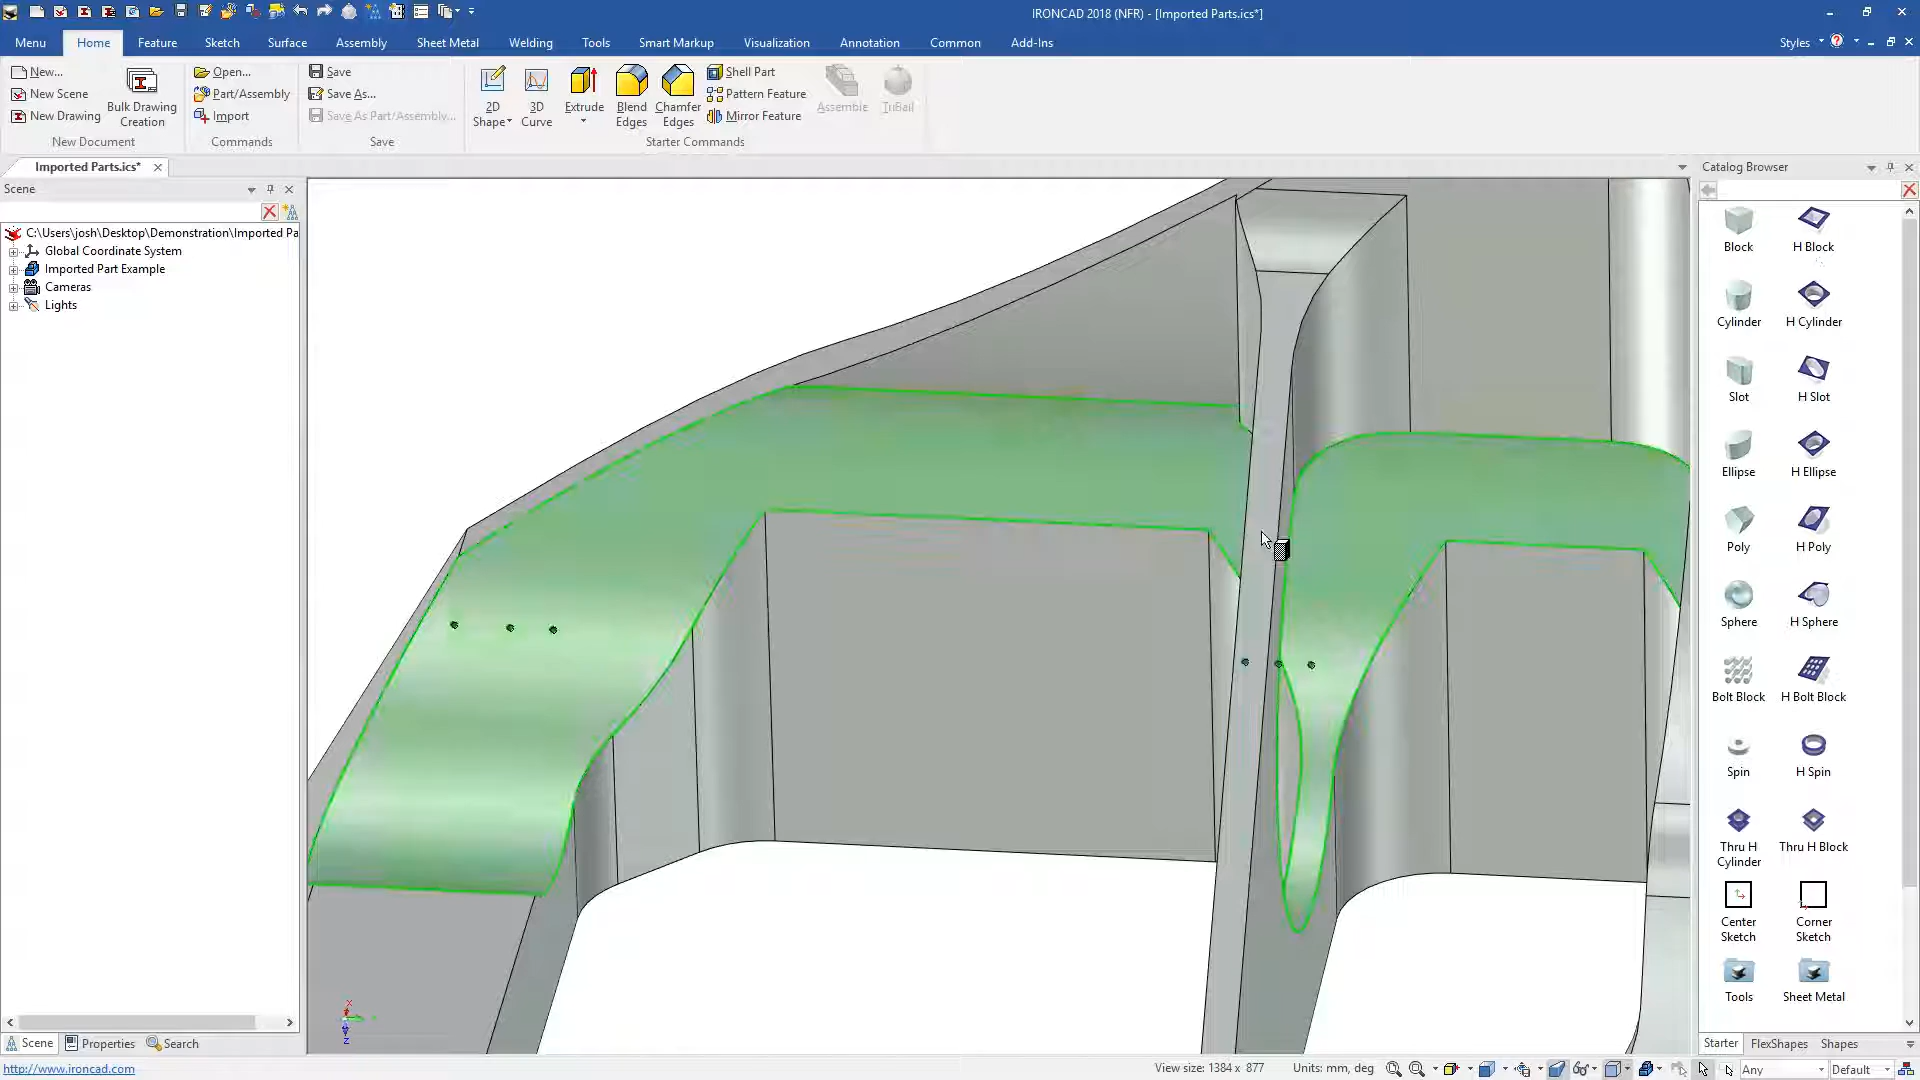 IRONCAD 2018 (NFR) - [Imported Parts.ics*]
Menu Home Feature Sketch Surface Assembly Sheet Metal Welding Tools Smart Markup Visualization Annotation Common Add-Ins Styles
New...
New Scene
New Drawing
Bulk Drawing
Creation
New Document
Open...
Part/Assembly
Import
Commands
Save
Save As...
Save As Part/Assembly...
Save
2D
Shape
3D
Curve
Extrude
Blend
Edges
Chamfer
Edges
Shell Part
Pattern Feature
Mirror Feature
Assemble
TriBall
Starter Commands
Imported Parts.ics*
Scene
C:\Users\josh\Desktop\Demonstration\Imported Pa
Global Coordinate System
Imported Part Example
Cameras
Lights
X
Z
Catalog Browser
Block H Block
Cylinder H Cylinder
Slot H Slot
Ellipse H Ellipse
Poly H Poly
Sphere H Sphere
Bolt Block H Bolt Block
Spin H Spin
Thru H
Cylinder
Thru H Block
Center
Sketch
Corner
Sketch
Tools Sheet Metal
Starter FlexShapes Shapes
Scene Properties Search
http://www.ironcad.com
View size: 1384 x 877 Units: mm, deg Any Default